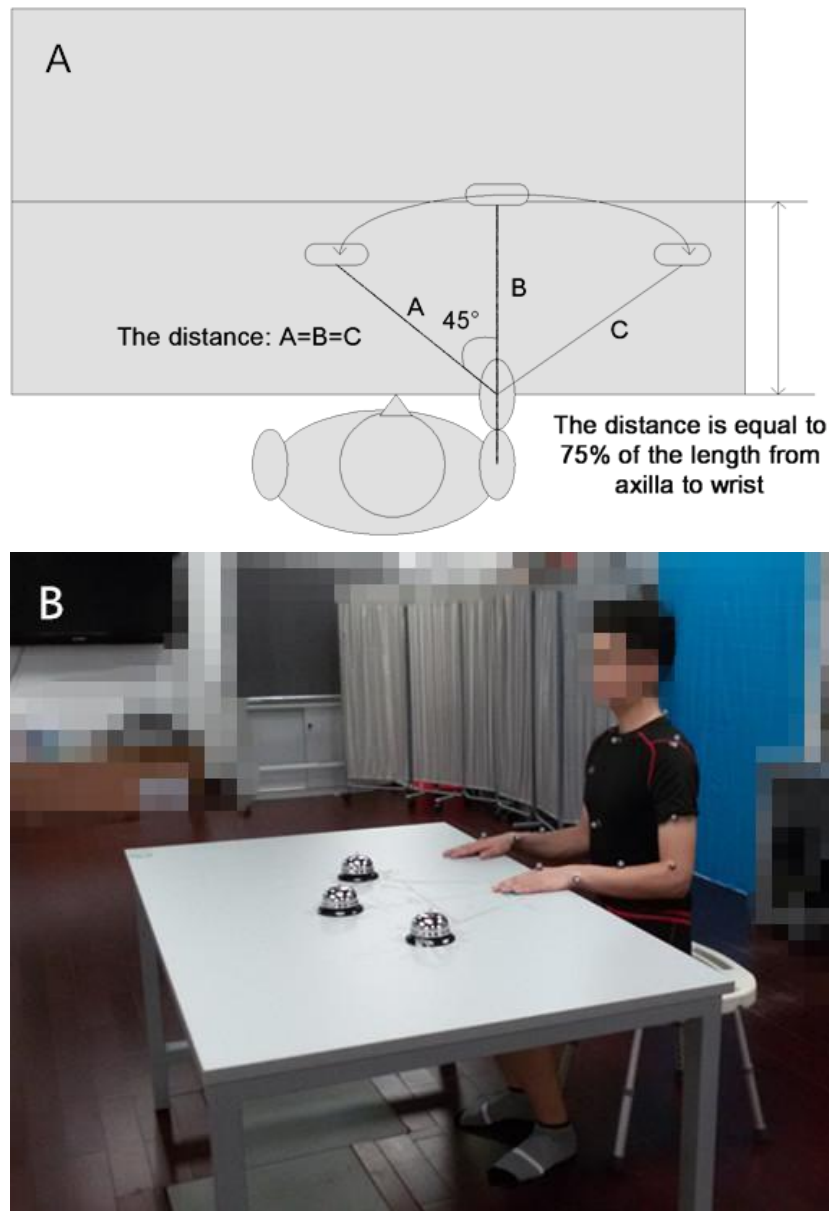 A
B
A
45°
The distance: A=B=C
C
The distance is equal to
75% of the length from
axilla to wrist
B